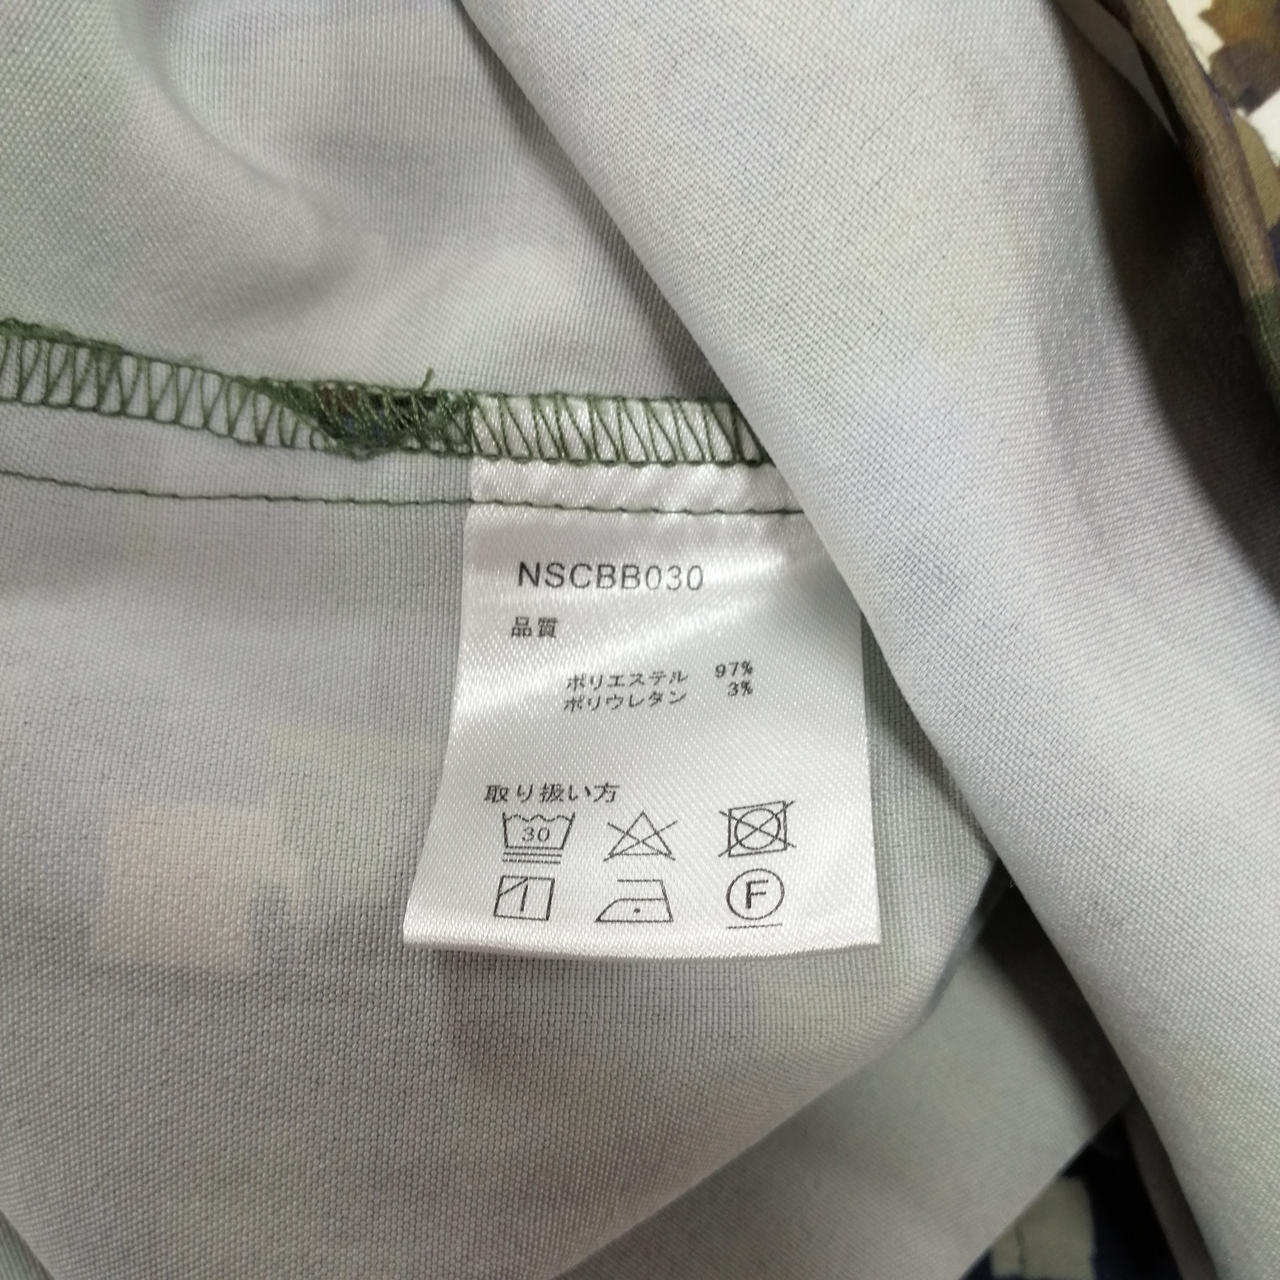 NSCBB030
品質
ポリエステル 97%
ポリウレタン 3%
取り扱い方
30
F